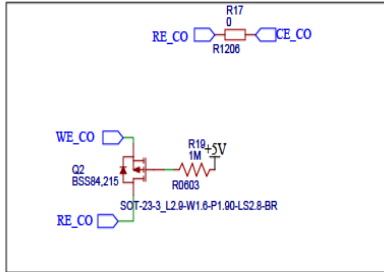 R17
0
RE_CO
CE_CO
R1206
WE_CO
R19
1M
+5V
Q2
BSS84,215
R0603
SOT-23-3_L2.9-W1.6-P1.90-LS2.8-BR
RE_CO